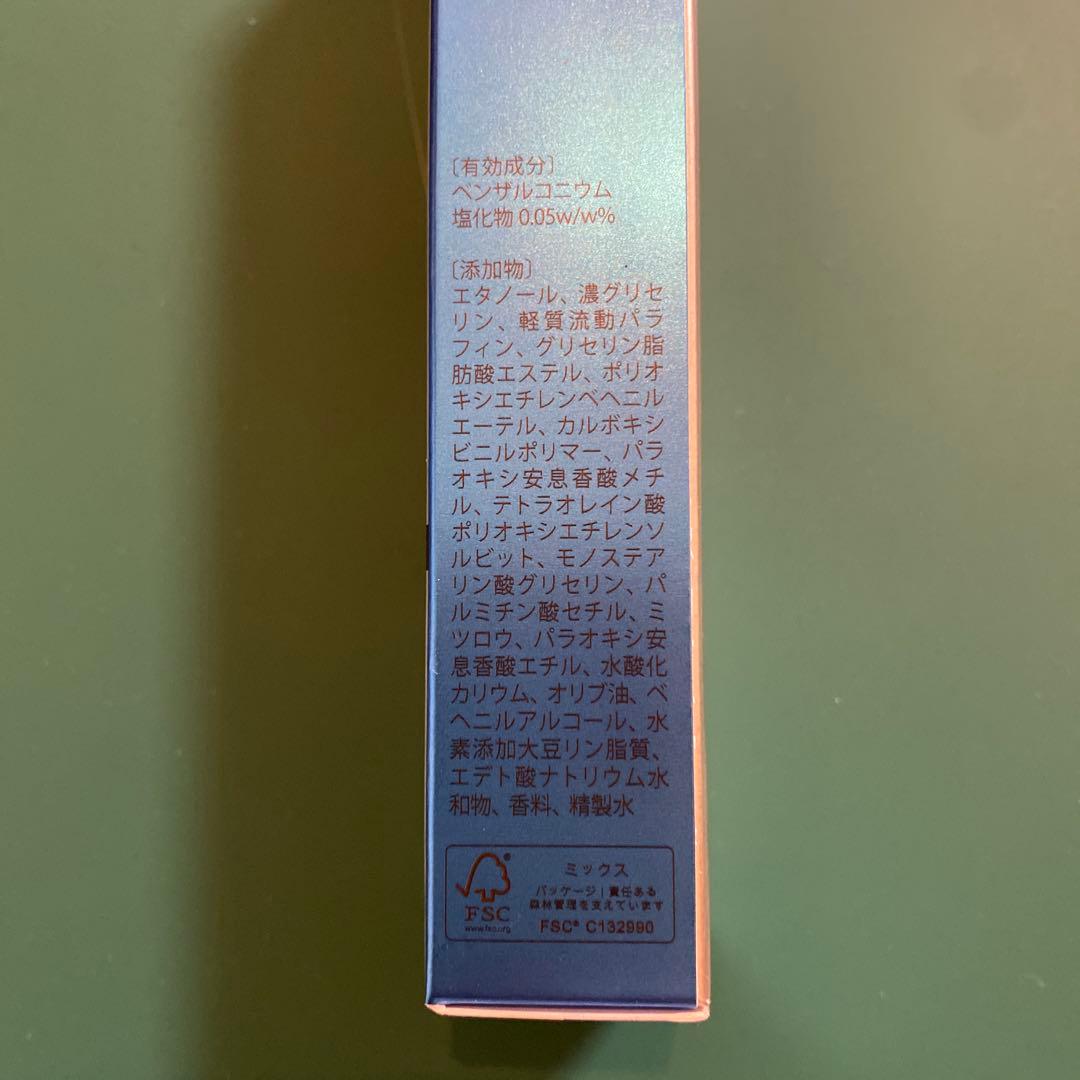 〔有効成分〕
ベンザルコニウム
塩化物 0.05w/w%
〔添加物〕
エタノール、濃グリセ
リン、軽質流動パラ
フィン、グリセリン脂
肪酸エステル、ポリオ
キシエチレンベヘニル
エーテル、カルボキシ
ビニルポリマー、パラ
オキシ安息香酸メチ
ル、テトラオレイン酸
ポリオキシエチレンソ
ルビット、モノステア
リン酸グリセリン、パ
ルミチン酸セチル、ミ
ツロウ、パラオキシ安
息香酸エチル、水酸化
カリウム、オリブ油、ベ
ヘニルアルコール、水
素添加大豆リン脂質、
エデト酸ナトリウム水
和物、香料、精製水
®
FSC
www.fsc.org
ミックス
パッケージ | 責任ある
森林管理を支えています
FSC® C132990